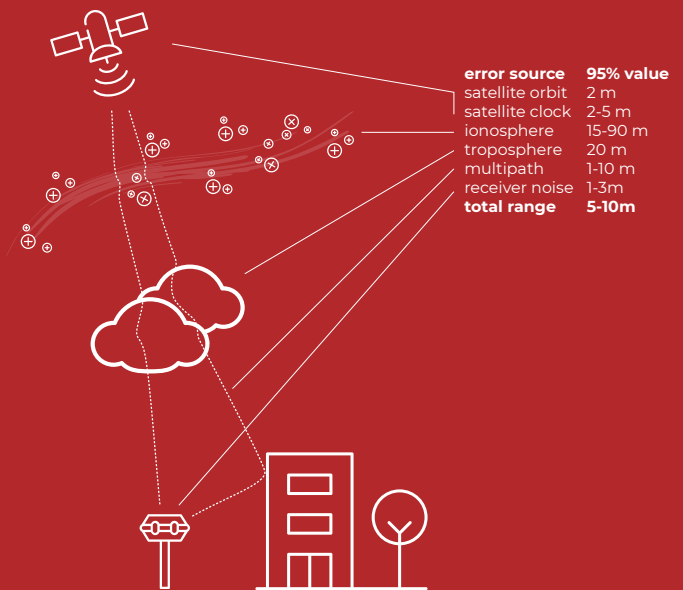 error source 95% value
satellite orbit 2 m
satellite clock 2-5 m
ionosphere 15-90 m
troposphere 20 m
multipath 1-10 m
receiver noise 1-3m
total range 5-10m